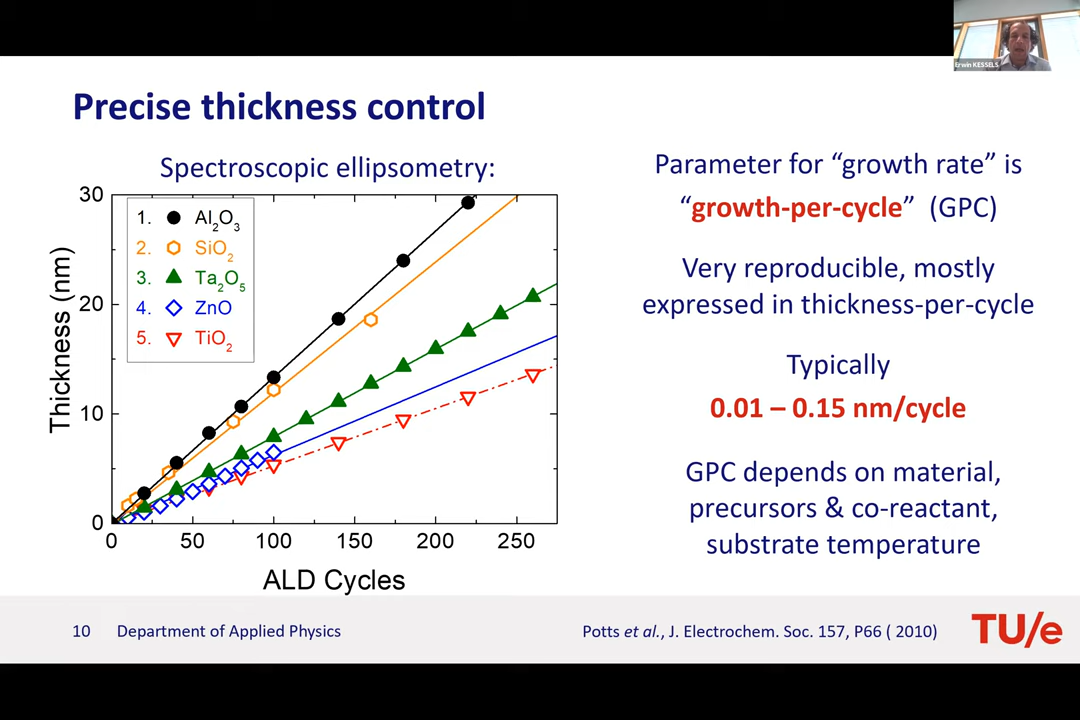 Erwin KESSELS
Precise thickness control
Spectroscopic ellipsometry:
30
20
10
0
Thickness (nm)
1. Al2O3
2. SiO2
3. Ta2O5
4. ZnO
5. TiO2
0 50 100 150 200 250
ALD Cycles
Parameter for “growth rate” is
“growth-per-cycle” (GPC)
Very reproducible, mostly
expressed in thickness-per-cycle
Typically
0.01 – 0.15 nm/cycle
GPC depends on material,
precursors & co-reactant,
substrate temperature
10 Department of Applied Physics
Potts et al., J. Electrochem. Soc. 157, P66 ( 2010)
TU/e